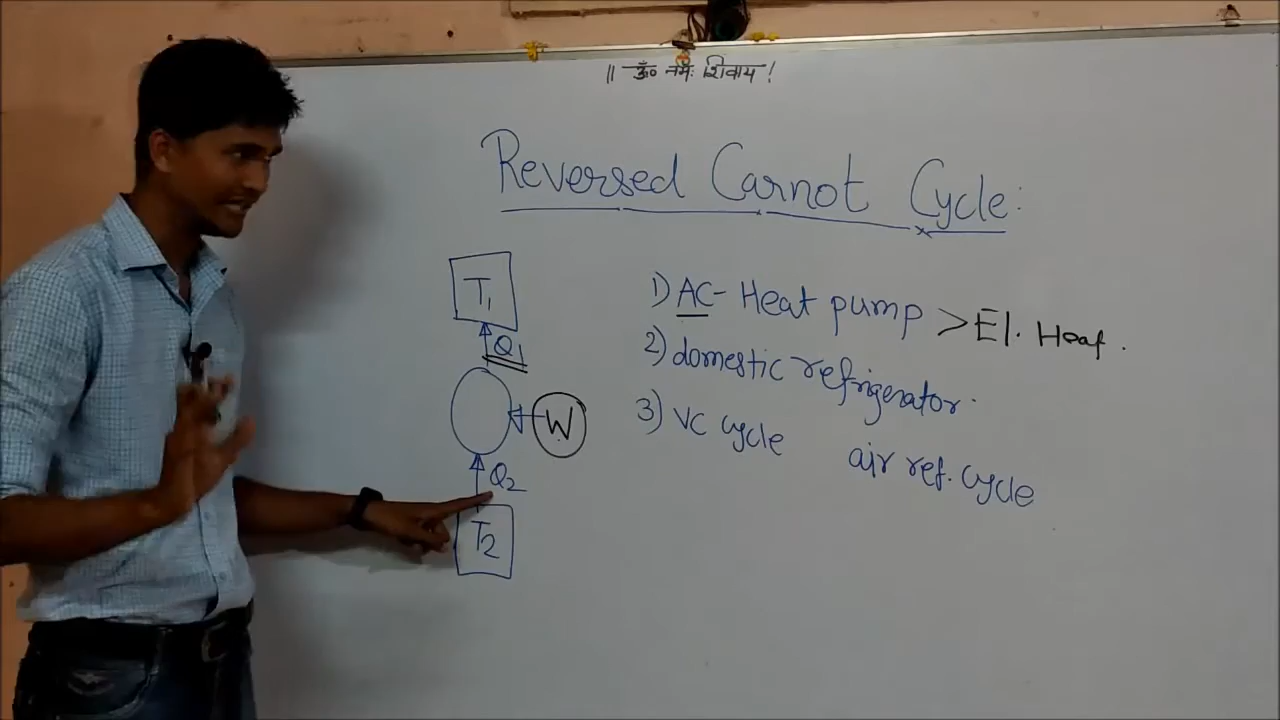 ॥ ॐ नमः शिवाय !
Reversed Carnot Cycle:
T1
Q1
W
Q2
T2
1) AC- Heat pump > El. Heat.
2) domestic refrigerator.
3) VC cycle air ref. cycle